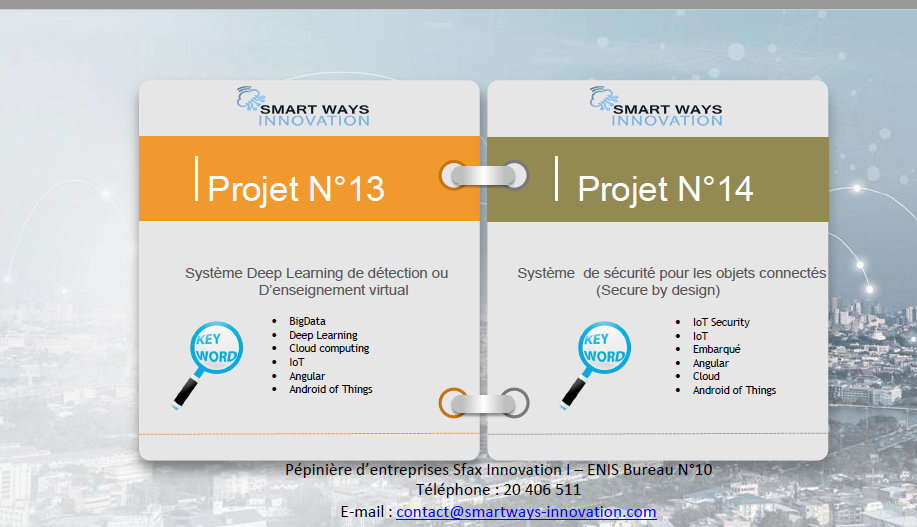 SMART WAYS
INNOVATION
Projet N°13
Système Deep Learning de détection ou
D'enseignement virtual
KEY
WORD
• BigData
• Deep Learning
• Cloud computing
• IoT
• Angular
• Android of Things
SMART WAYS
INNOVATION
Projet N°14
Système de sécurité pour les objets connectés
(Secure by design)
KEY
WORD
• IoT Security
• IoT
• Embarqué
• Angular
• Cloud
• Android of Things
Pépinière d'entreprises Sfax Innovation I – ENIS Bureau N°10
Téléphone : 20 406 511
E-mail : contact@smartways-innovation.com